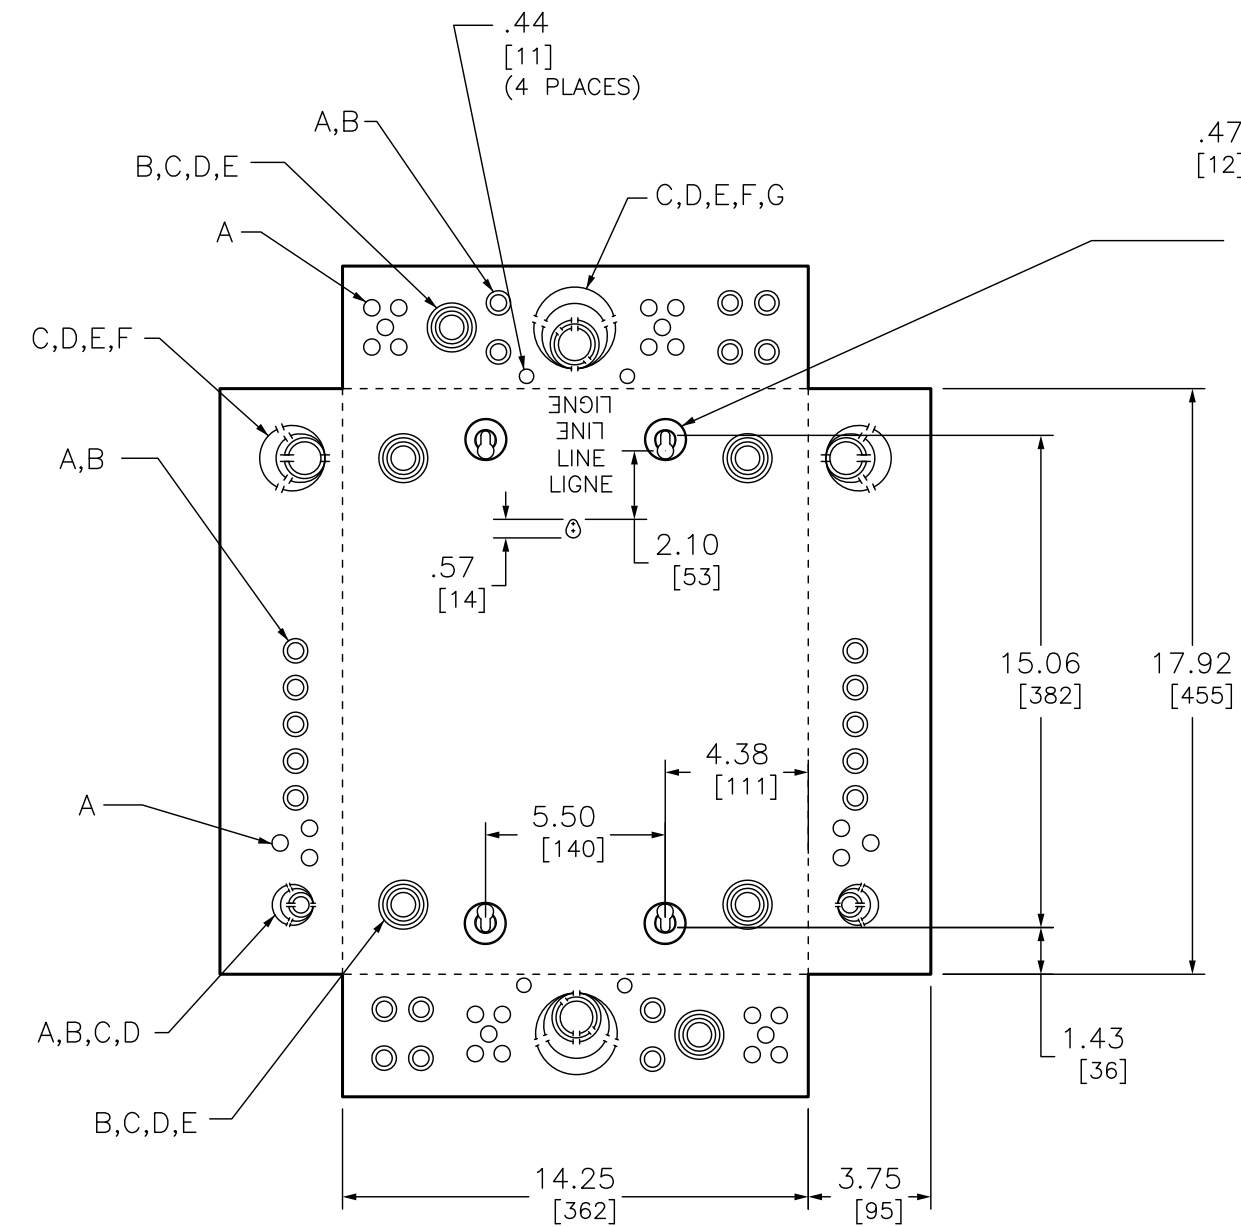 .44
[11]
(4 PLACES)
A,B
.47
[12]
B,C,D,E
C,D,E,F,G
A
C,D,E,F
LIGNE
LINE
LINE
LIGNE
A,B
2.10
[53]
.57
[14]
15.06
[382]
17.92
[455]
4.38
[111]
A
5.50
[140]
A,B,C,D
1.43
[36]
B,C,D,E
14.25
[362]
3.75
[95]